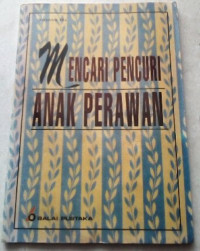 MENCARI PENCURI
ANAK PERAWAN
BALAI PUSTAKA